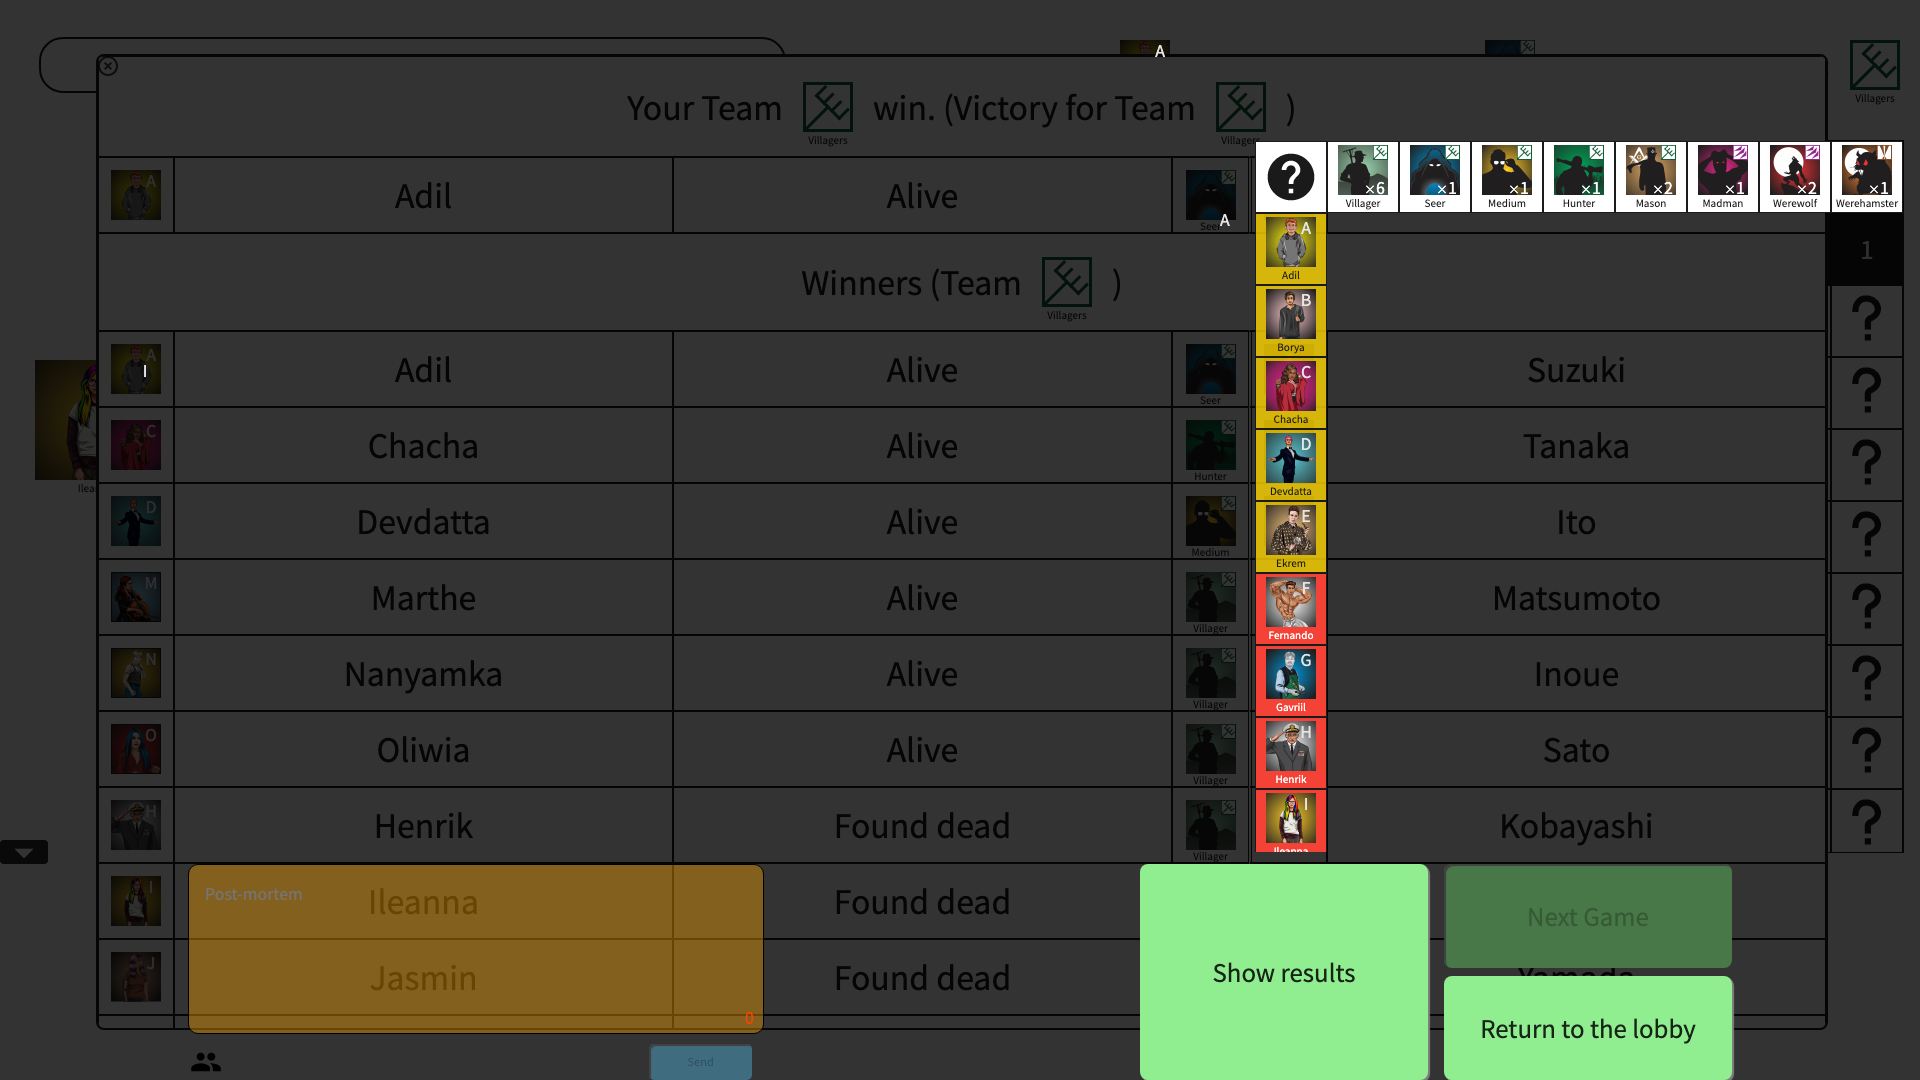 A
Villagers
Your Team Villagers win. (Victory for Team Villagers )
?
×6 Villager
×1 Seer
×1 Medium
×1 Hunter
×2 Mason
×1 Madman
×2 Werewolf
×1 Werehamster
A Adil Alive Seer
A
A Adil
1
Winners (Team Villagers )
B Borya
?
A I Adil Alive Seer Suzuki
C Chacha
?
C Chacha Alive Hunter Tanaka
D Devdatta
?
D Devdatta Alive Medium Ito
E Ekrem
?
M Marthe Alive Villager Matsumoto
F Fernando
?
N Nanyamka Alive Villager Inoue
G Gavriil
?
O Oliwia Alive Villager Sato
H Henrik
?
H Henrik Found dead Villager Kobayashi
I Ileanna
?
Post-mortem
I Ileanna Found dead
J Jasmin Found dead Yamada
0
Show results
Next Game
Return to the lobby
Send